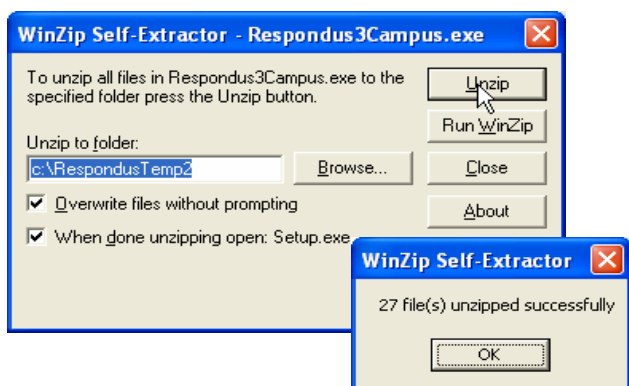 WinZip Self-Extractor - Respondus3Campus.exe
To unzip all files in Respondus3Campus.exe to the
specified folder press the Unzip button.
Unzip to folder:
c:\RespondusTemp2
Browse...
Overwrite files without prompting
When done unzipping open: Setup.exe
Unzip
Run WinZip
Close
About
WinZip Self-Extractor
27 file(s) unzipped successfully
OK